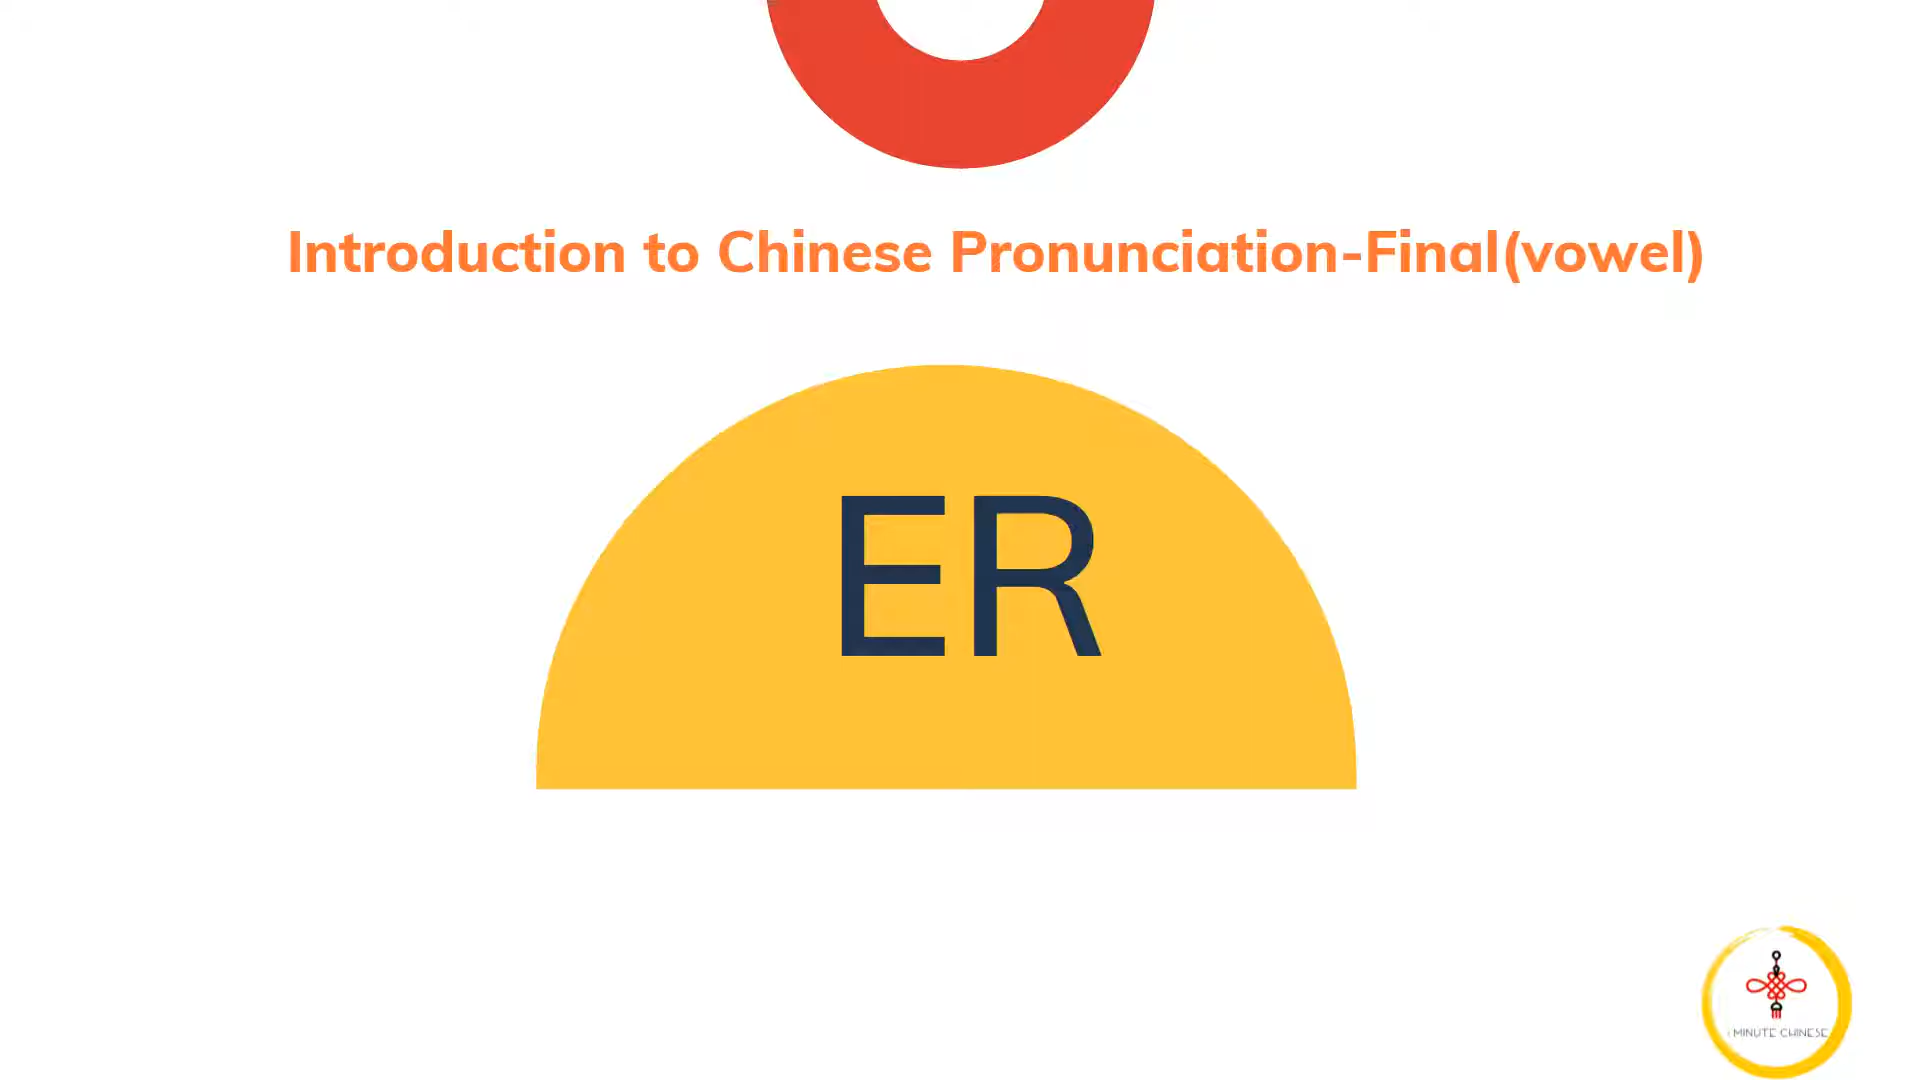 Introduction to Chinese Pronunciation-Final(vowel)
ER
MINUTE CHINESE